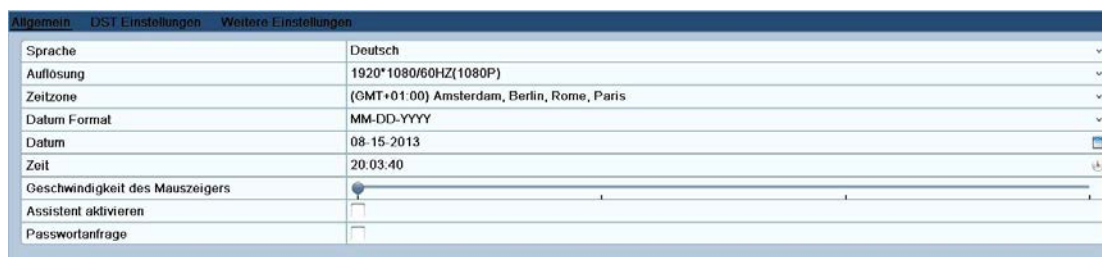 Allgemein DST Einstellungen Weitere Einstellungen
Sprache Deutsch
Auflösung 1920*1080/60HZ(1080P)
Zeitzone (GMT+01:00) Amsterdam, Berlin, Rome, Paris
Datum Format MM-DD-YYYY
Datum 08-15-2013
Zeit 20:03:40
Geschwindigkeit des Mauszeigers
Assistent aktivieren
Passwortanfrage